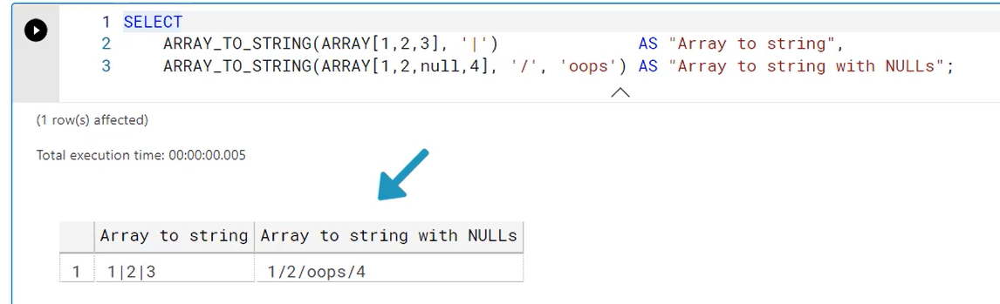 1 SELECT
2 ARRAY_TO_STRING(ARRAY[1,2,3], '|') AS "Array to string",
3 ARRAY_TO_STRING(ARRAY[1,2,null,4], '/', 'oops') AS "Array to string with NULLs";
(1 row(s) affected)
Total execution time: 00:00:00.005
Array to string Array to string with NULLs
1 1|2|3 1/2/oops/4